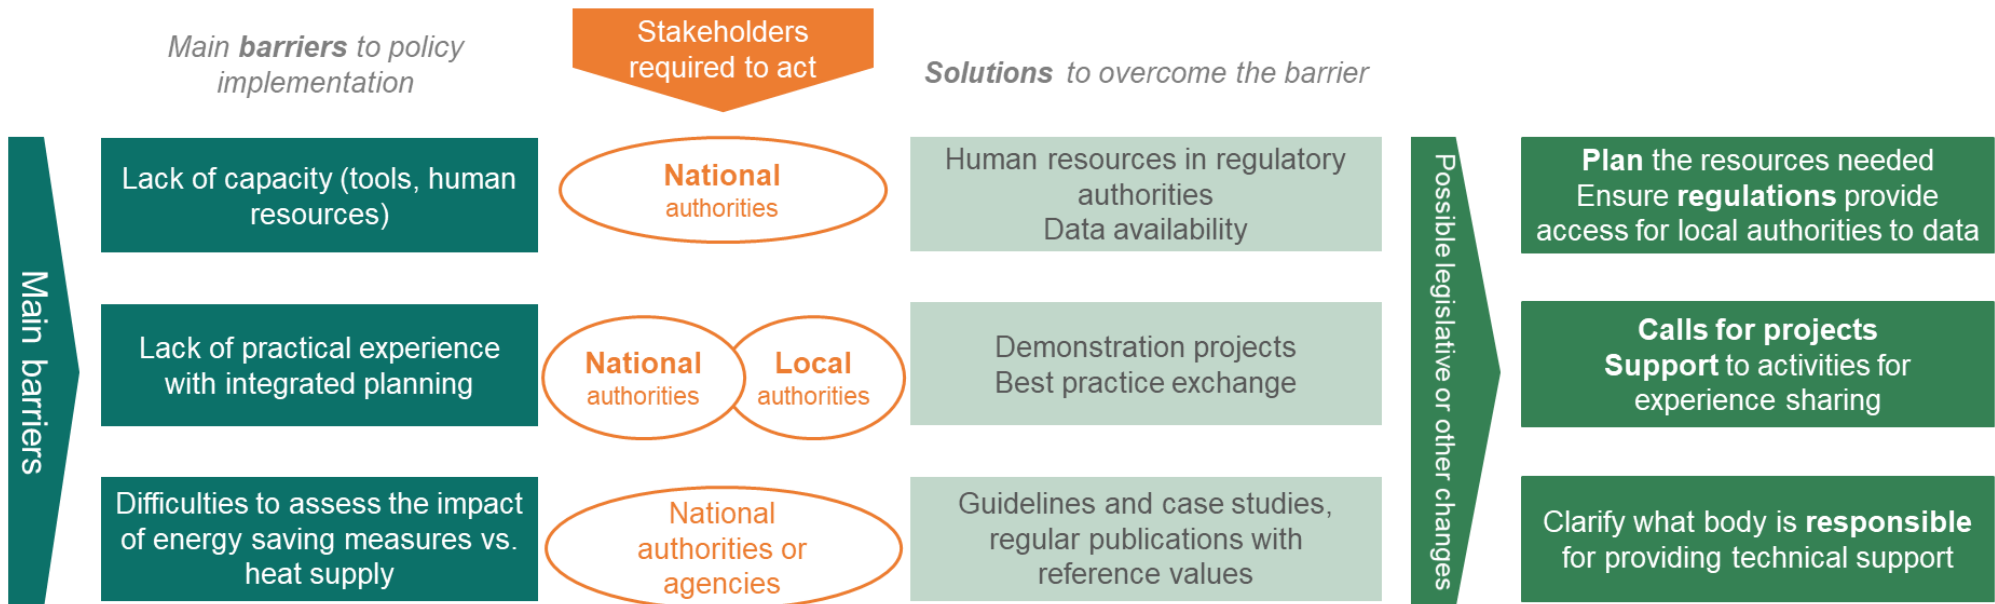 Main barriers to policy
implementation
Stakeholders
required to act
Solutions to overcome the barrier
Main barriers
Lack of capacity (tools, human
resources)
National
authorities
Human resources in regulatory
authorities
Data availability
Possible legislative or other changes
Plan the resources needed
Ensure regulations provide
access for local authorities to data
Lack of practical experience
with integrated planning
National
authorities
Local
authorities
Demonstration projects
Best practice exchange
Calls for projects
Support to activities for
experience sharing
Difficulties to assess the impact
of energy saving measures vs.
heat supply
National
authorities or
agencies
Guidelines and case studies,
regular publications with
reference values
Clarify what body is responsible
for providing technical support